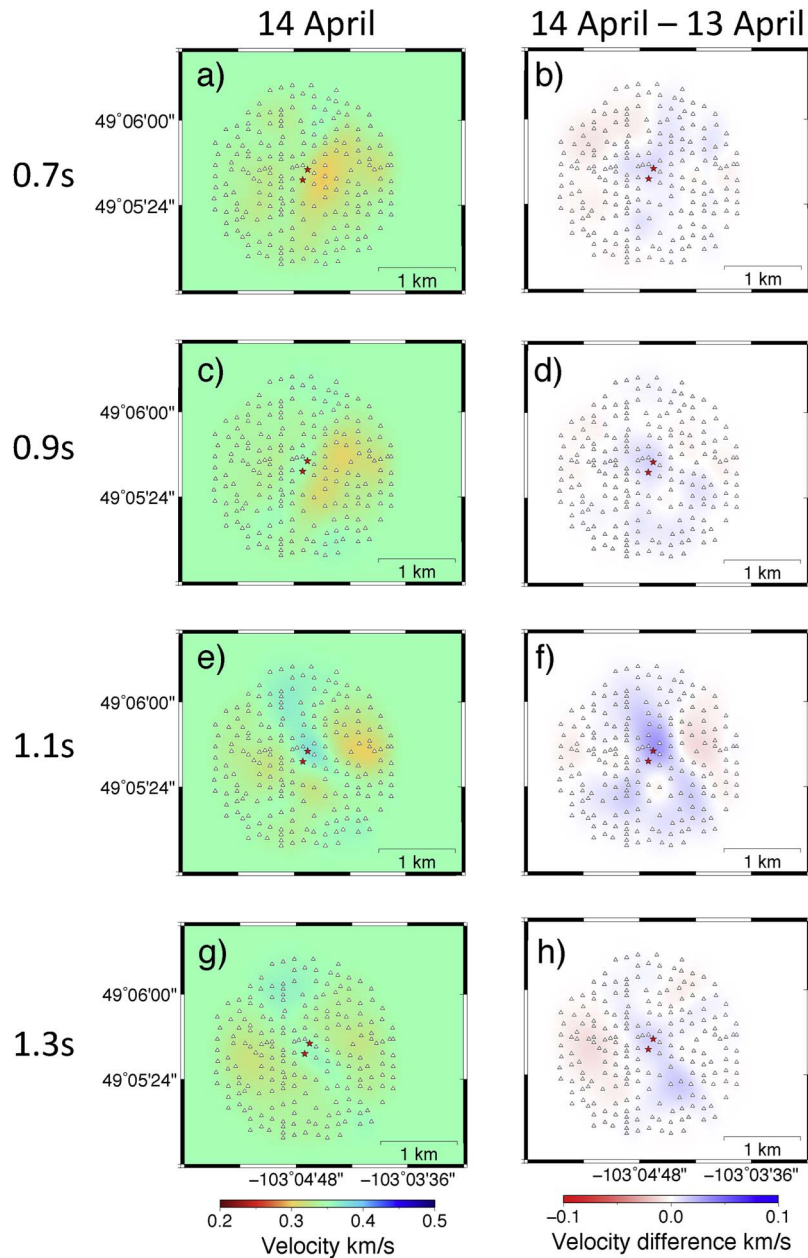 14 April
14 April – 13 April
a)
b)
49°06'00"
0.7s
49°05'24"
1 km
1 km
c)
d)
49°06'00"
0.9s
49°05'24"
1 km
1 km
e)
f)
49°06'00"
1.1s
49°05'24"
1 km
1 km
g)
h)
49°06'00"
1.3s
49°05'24"
1 km
1 km
−103°04'48" −103°03'36"
−103°04'48" −103°03'36"
0.2 0.3 0.4 0.5
−0.1 0.0 0.1
Velocity km/s
Velocity difference km/s